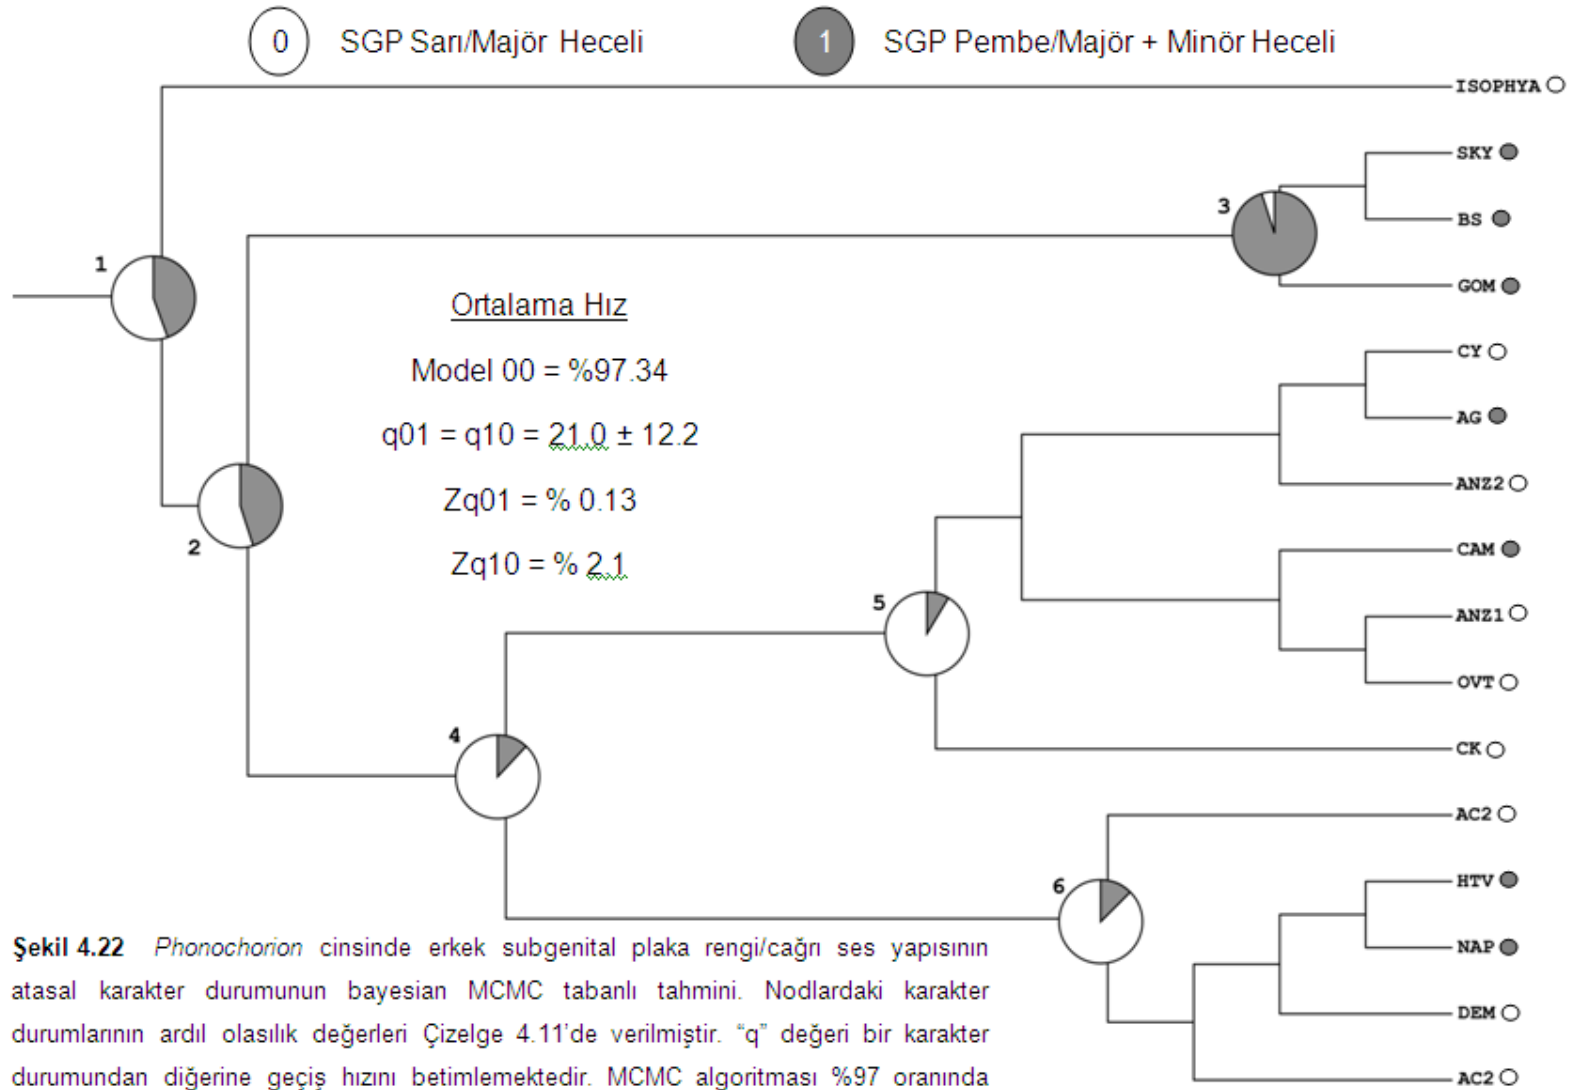 0 SGP Sarı/Majör Heceli 1 SGP Pembe/Majör + Minör Heceli
ISOPHYA
SKY
3
BS
1
GOM
Ortalama Hız
CY
Model 00 = %97.34
AG
q01 = q10 = 21.0 ± 12.2
ANZ2
Zq01 = % 0.13
2
CAM
Zq10 = % 2.1
5
ANZ1
OVT
4
CK
AC2
6
HTV
NAP
DEM
AC2
Şekil 4.22 Phonochorion cinsinde erkek subgenital plaka rengi/cağrı ses yapısının
atasal karakter durumunun bayesian MCMC tabanlı tahmini. Nodlardaki karakter
durumlarının ardıl olasılık değerleri Çizelge 4.11'de verilmiştir. “q” değeri bir karakter
durumundan diğerine geçiş hızını betimlemektedir. MCMC algoritması %97 oranında